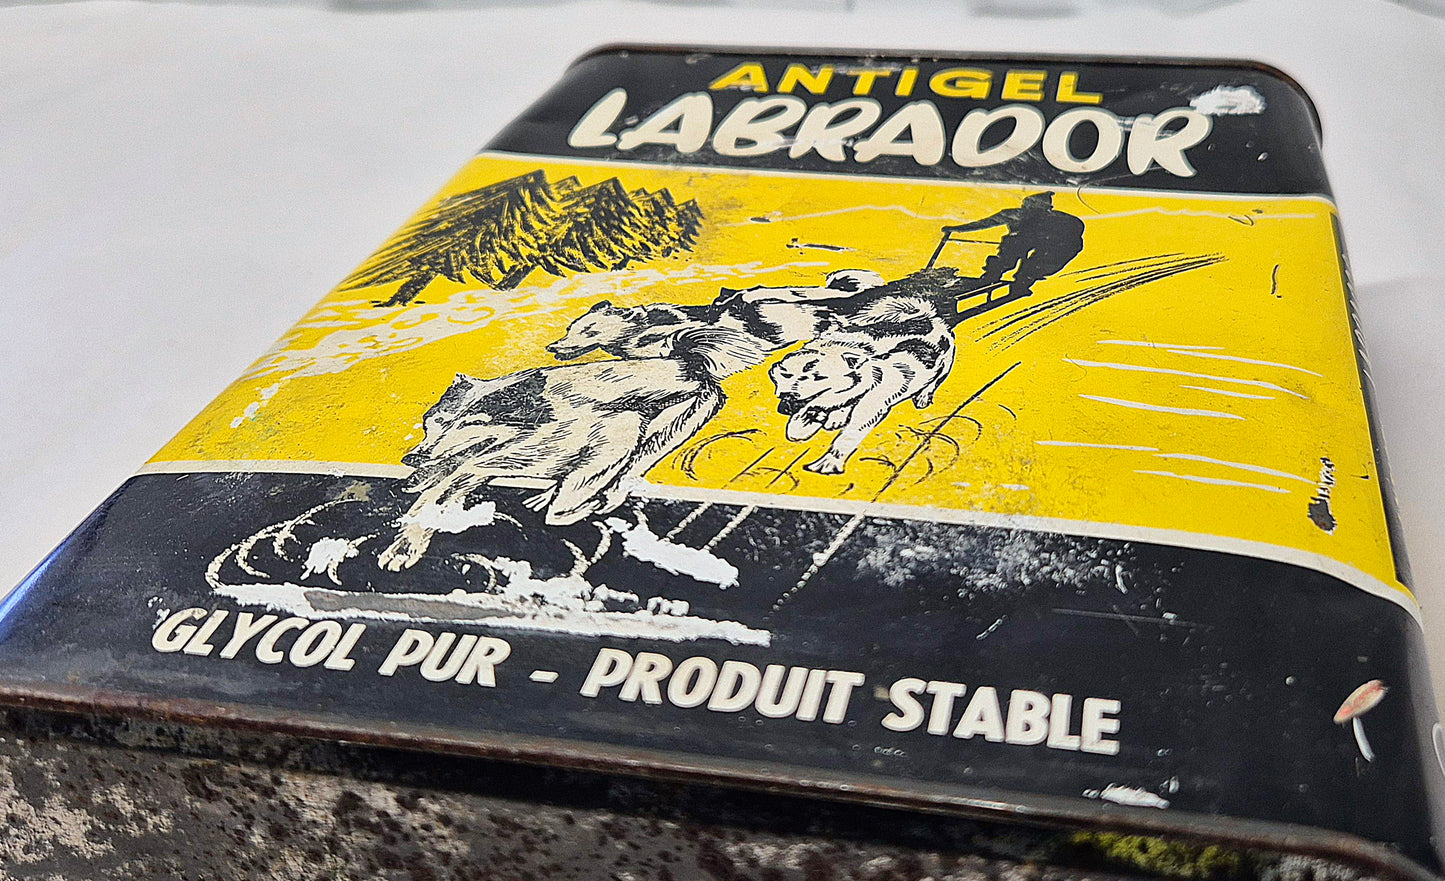 ANTIGEL
LABRADOR
GLYCOL PUR - PRODUIT STABLE